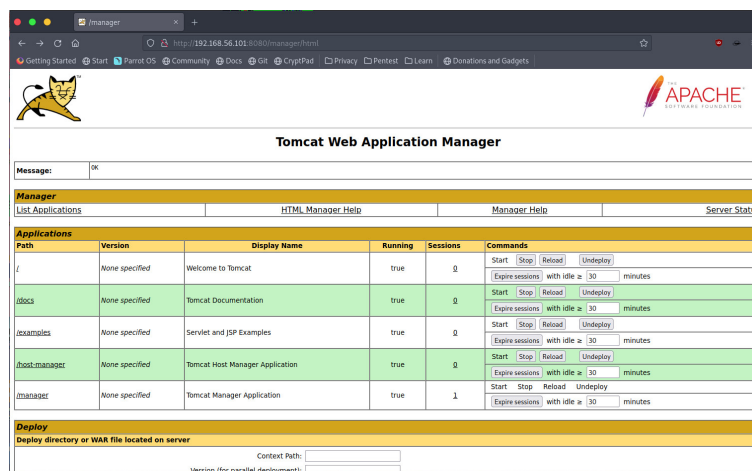 /manager
http://192.168.56.101:8080/manager/html
Getting Started Start Parrot OS Community Docs Git CryptPad Privacy Pentest Learn Donations and Gadgets
THE
APACHE
SOFTWARE FOUNDATION
Tomcat Web Application Manager
Message: OK
Manager
List Applications HTML Manager Help Manager Help Server Statu
Applications
Path Version Display Name Running Sessions Commands
/ None specified Welcome to Tomcat true 0 Start Stop Reload Undeploy
Expire sessions with idle ≥ 30 minutes
/docs None specified Tomcat Documentation true 0 Start Stop Reload Undeploy
Expire sessions with idle ≥ 30 minutes
/examples None specified Servlet and JSP Examples true 0 Start Stop Reload Undeploy
Expire sessions with idle ≥ 30 minutes
/host-manager None specified Tomcat Host Manager Application true 0 Start Stop Reload Undeploy
Expire sessions with idle ≥ 30 minutes
/manager None specified Tomcat Manager Application true 1 Start Stop Reload Undeploy
Expire sessions with idle ≥ 30 minutes
Deploy
Deploy directory or WAR file located on server
Context Path:
Version (for parallel deployment):